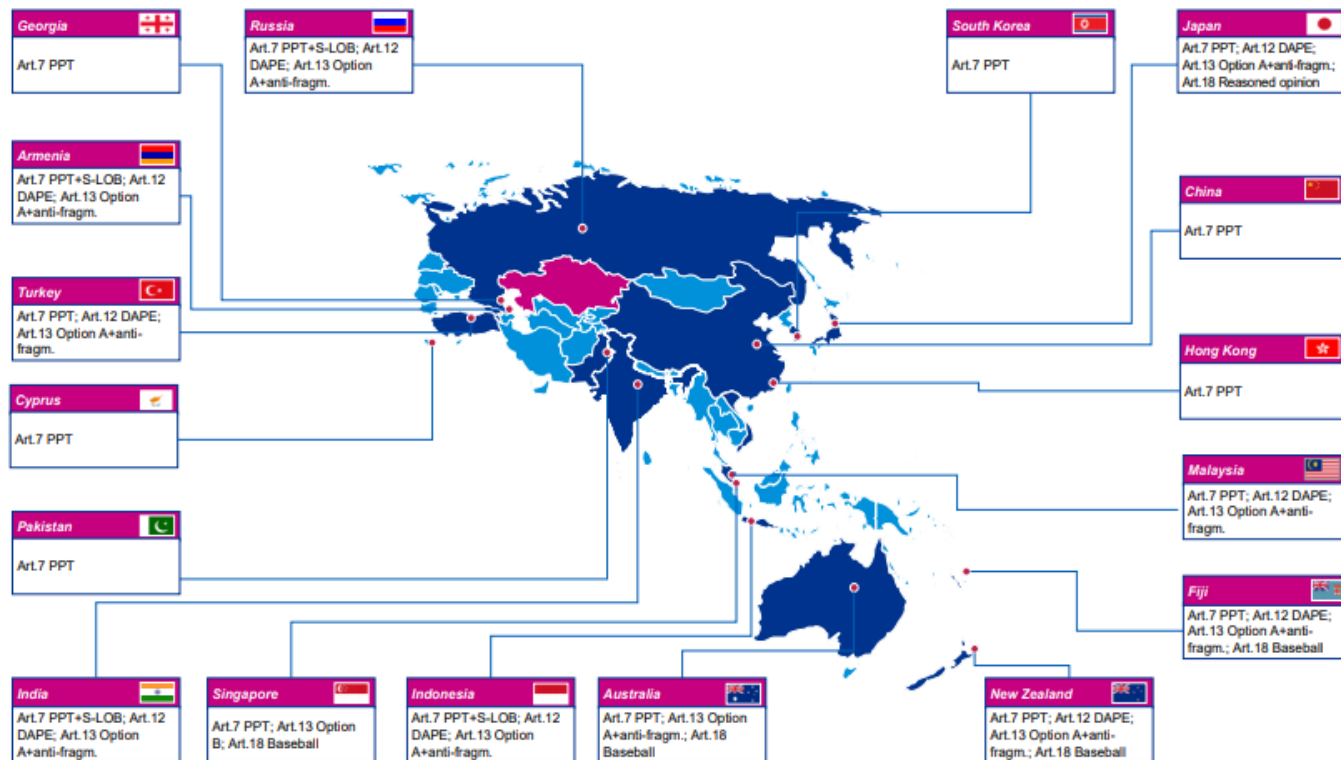 Georgia
Art.7 PPT
Russia
Art.7 PPT+S-LOB; Art.12
DAPE; Art.13 Option
A+anti-fragm.
South Korea
Art.7 PPT
Japan
Art.7 PPT; Art.12 DAPE;
Art.13 Option A+anti-fragm.;
Art.18 Reasoned opinion
Armenia
Art.7 PPT+S-LOB; Art.12
DAPE; Art.13 Option
A+anti-fragm.
China
Art.7 PPT
Turkey
Art.7 PPT; Art.12 DAPE;
Art.13 Option A+anti-
fragm.
Hong Kong
Art.7 PPT
Cyprus
Art.7 PPT
Malaysia
Art.7 PPT; Art.12 DAPE;
Art.13 Option A+anti-
fragm.
Pakistan
Art.7 PPT
Fiji
Art.7 PPT; Art.12 DAPE;
Art.13 Option A+anti-
fragm.; Art.18 Baseball
India
Art.7 PPT+S-LOB; Art.12
DAPE; Art.13 Option
A+anti-fragm.
Singapore
Art.7 PPT; Art.13 Option
B; Art.18 Baseball
Indonesia
Art.7 PPT+S-LOB; Art.12
DAPE; Art.13 Option
A+anti-fragm.
Australia
Art.7 PPT; Art.13 Option
A+anti-fragm.; Art.18
Baseball
New Zealand
Art.7 PPT; Art.12 DAPE;
Art.13 Option A+anti-
fragm.; Art.18 Baseball